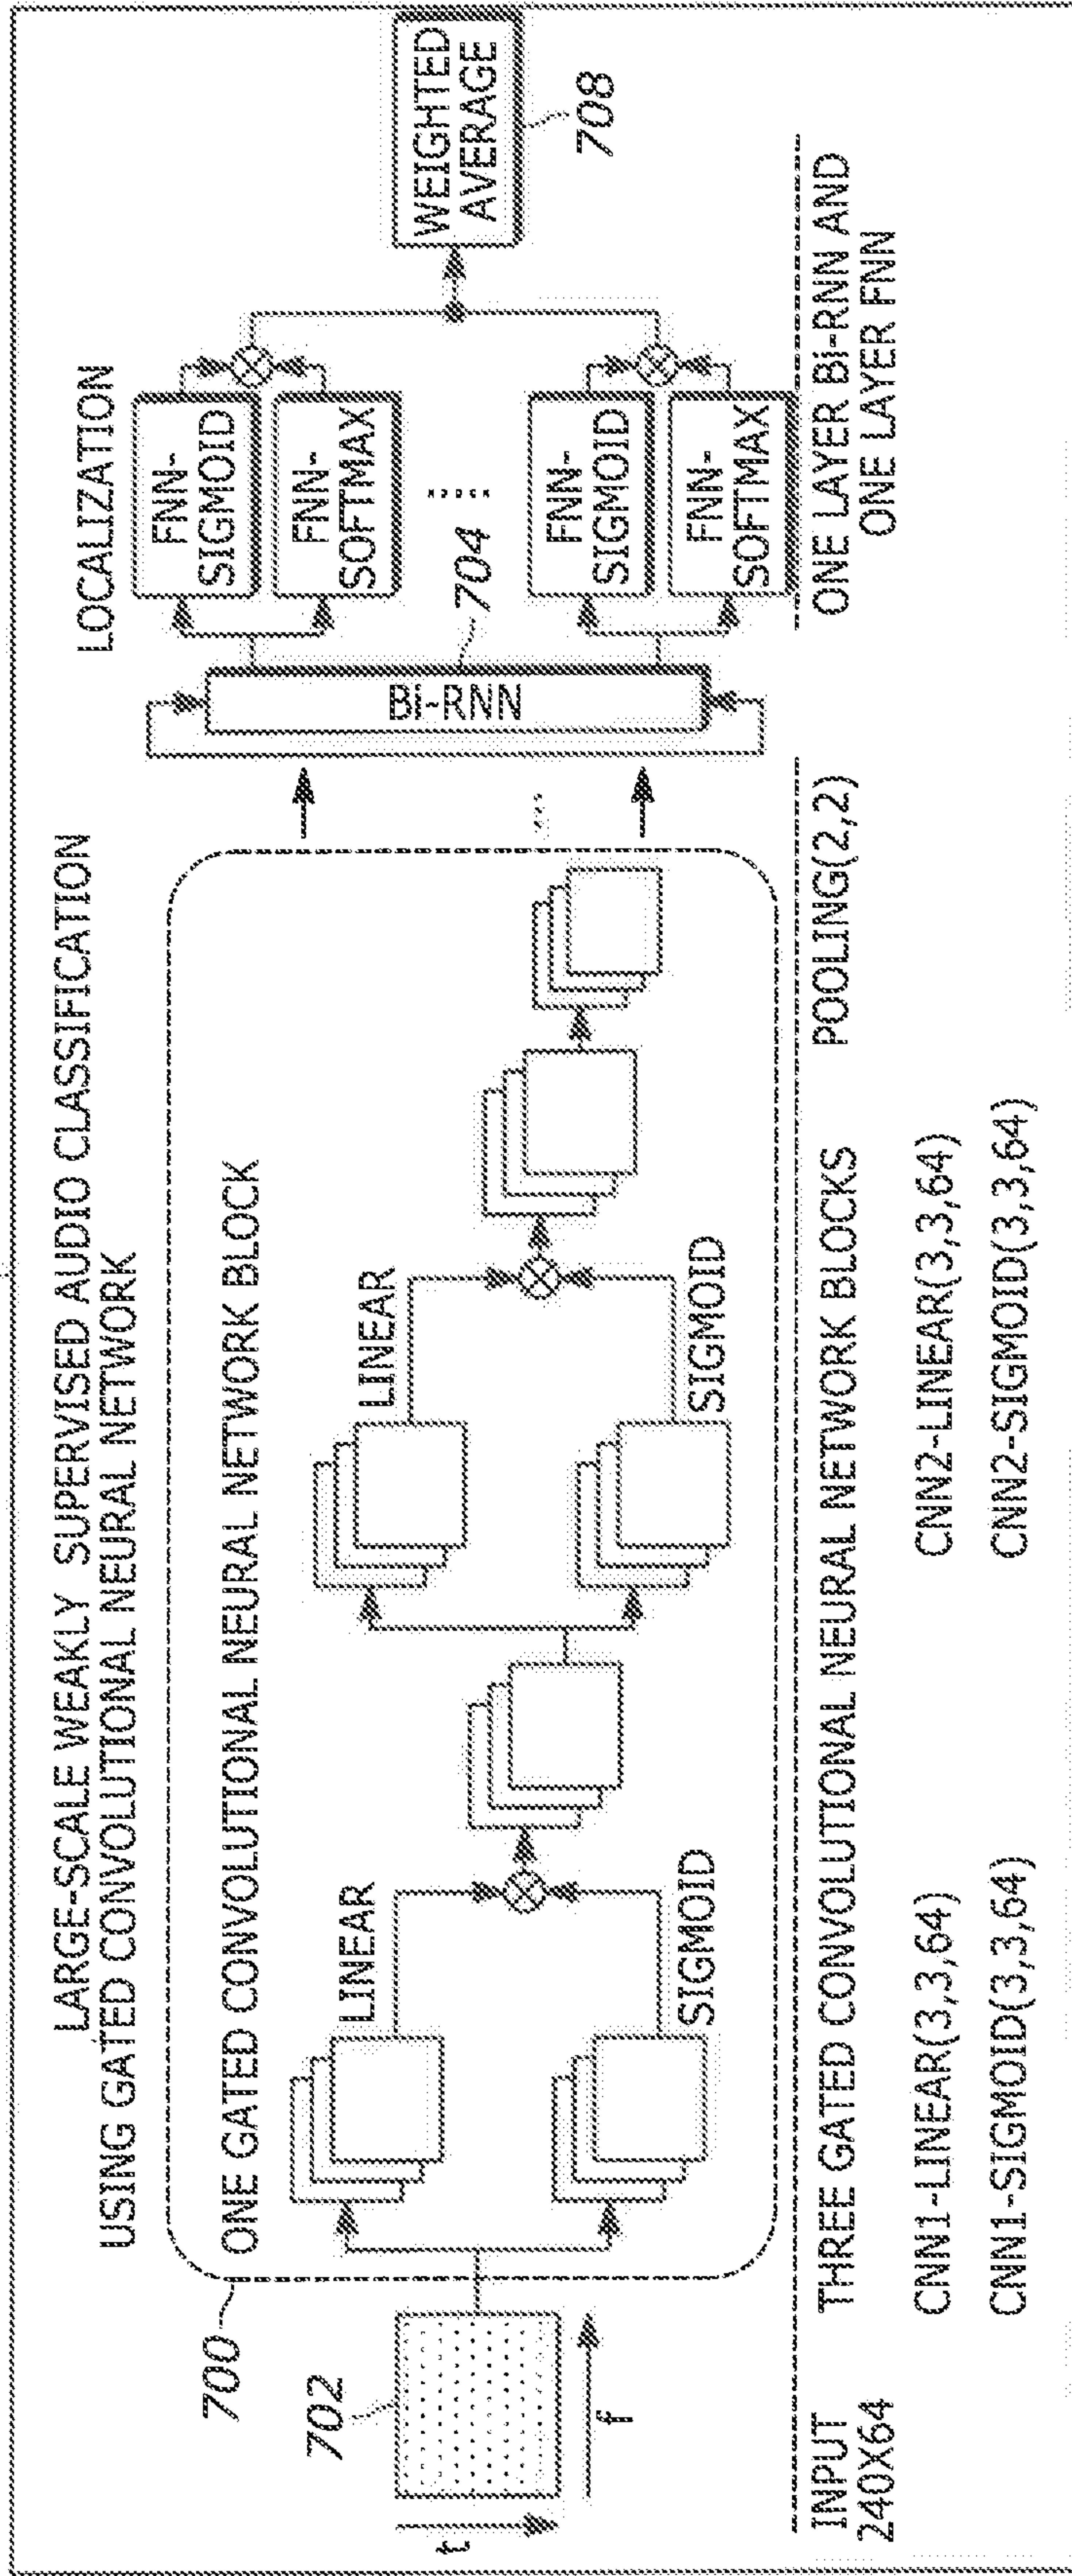 LARGE-SCALE WEAKLY SUPERVISED AUDIO CLASSIFICATION
USING GATED CONVOLUTIONAL NEURAL NETWORK
LOCALIZATION
700
ONE GATED CONVOLUTIONAL NEURAL NETWORK BLOCK
702
t
f
LINEAR
SIGMOID
LINEAR
SIGMOID
Bi-RNN
704
FNN-
SIGMOID
FNN-
SOFTMAX
FNN-
SIGMOID
FNN-
SOFTMAX
WEIGHTED
AVERAGE
708
INPUT
240X64
THREE GATED CONVOLUTIONAL NEURAL NETWORK BLOCKS
CNN1-LINEAR(3,3,64)
CNN1-SIGMOID(3,3,64)
CNN2-LINEAR(3,3,64)
CNN2-SIGMOID(3,3,64)
POOLING(2,2)
ONE LAYER Bi-RNN AND
ONE LAYER FNN